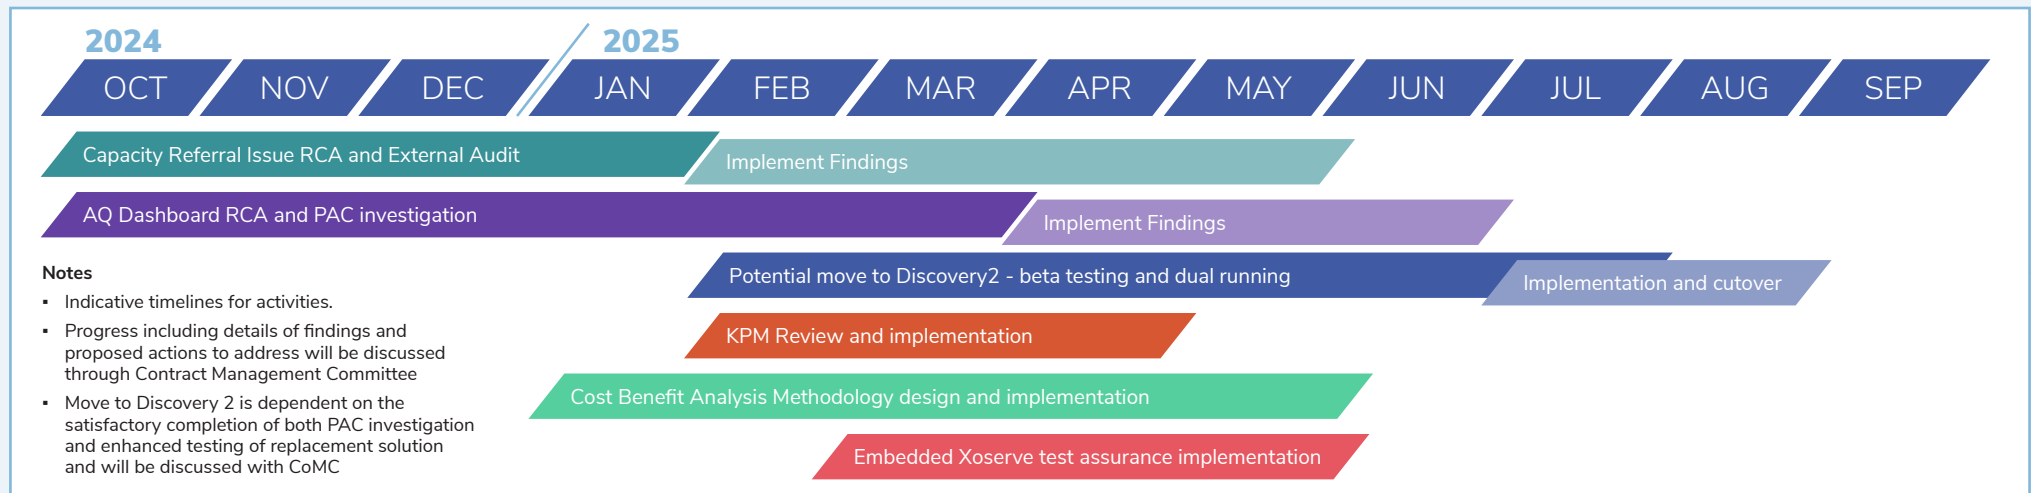 2024
2025
OCT
NOV
DEC
JAN
FEB
MAR
APR
MAY
JUN
JUL
AUG
SEP
Capacity Referral Issue RCA and External Audit
Implement Findings
AQ Dashboard RCA and PAC investigation
Implement Findings
Potential move to Discovery2 - beta testing and dual running
Implementation and cutover
KPM Review and implementation
Cost Benefit Analysis Methodology design and implementation
Embedded Xoserve test assurance implementation
Notes
▪ Indicative timelines for activities.
▪ Progress including details of findings and
proposed actions to address will be discussed
through Contract Management Committee
▪ Move to Discovery 2 is dependent on the
satisfactory completion of both PAC investigation
and enhanced testing of replacement solution
and will be discussed with CoMC